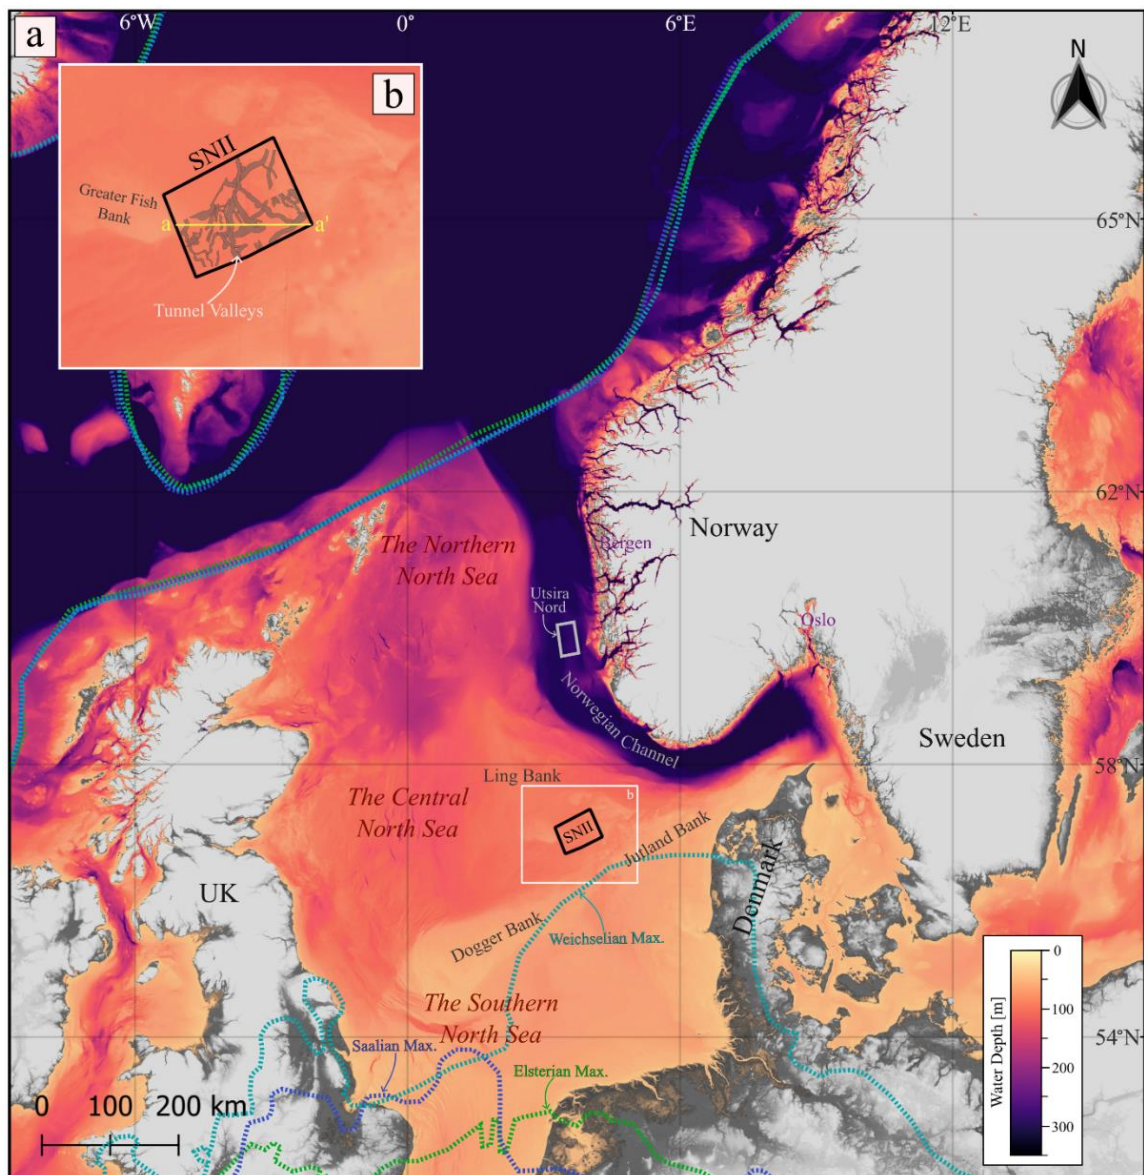 a
6°W
0°
6°E
12°E
N
b
SNII
Greater Fish
Bank
a
a'
Tunnel Valleys
65°N
62°N
The Northern
North Sea
Bergen
Norway
Utsira
Nord
Oslo
Norwegian Channel
Sweden
58°N
Ling Bank
b
The Central
North Sea
SNII
Jutland Bank
UK
Denmark
Dogger Bank
Weichselian Max.
The Southern
North Sea
Saalian Max.
Elsterian Max.
54°N
0 100 200 km
Water Depth [m]
0
100
200
300